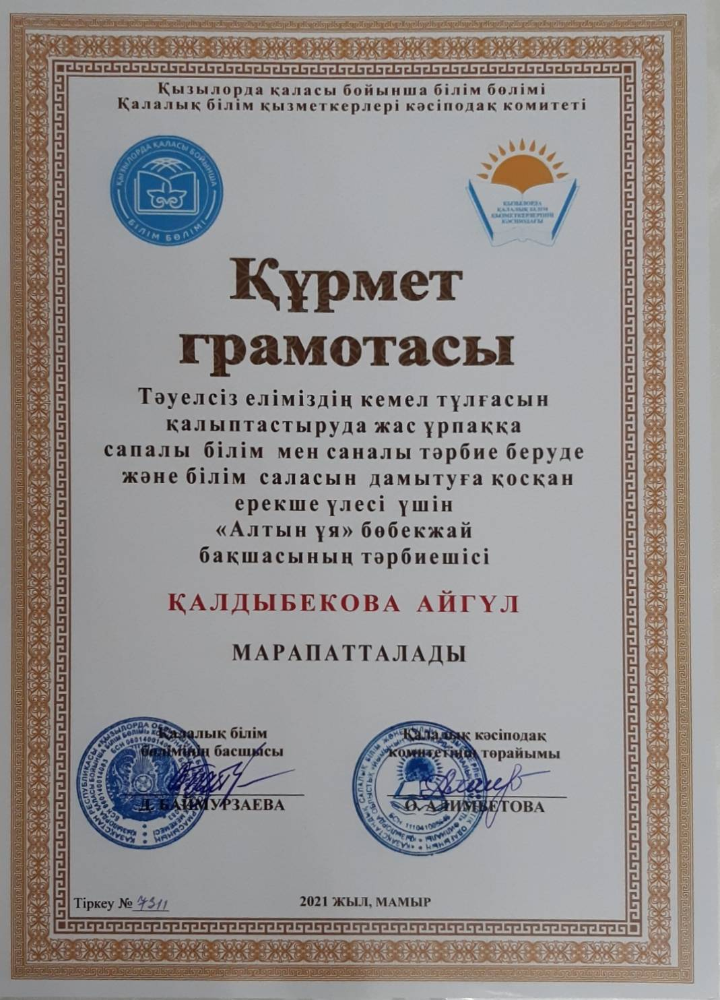 Қызылорда қаласы бойынша білім бөлімі
Қалалық білім қызметкерлері кәсіподақ комитеті
ҚЫЗЫЛОРДА ҚАЛАСЫ БОЙЫНША
БІЛІМ БӨЛІМІ
ҚЫЗЫЛОРДА
ҚАЛАЛЫҚ БІЛІМ
ҚЫЗМЕТКЕРЛЕРІНІҢ
КӘСІПОДАҒЫ
Құрмет
грамотасы
Тәуелсіз еліміздің кемел тұлғасын
қалыптастыруда жас ұрпаққа
сапалы білім мен саналы тәрбие беруде
және білім саласын дамытуға қосқан
ерекше үлесі үшін
«Алтын ұя» бөбекжай
бақшасының тәрбиешісі
ҚАЛДЫБЕКОВА АЙГҮЛ
МАРАПАТТАЛАДЫ
Қалалық білім
бөлімінің басшысы
Д. БАЙМУРЗАЕВА
Қалалық кәсіподақ
комитетінің төрайымы
О. АЛИМБЕТОВА
Тіркеу № 7311
2021 ЖЫЛ, МАМЫР